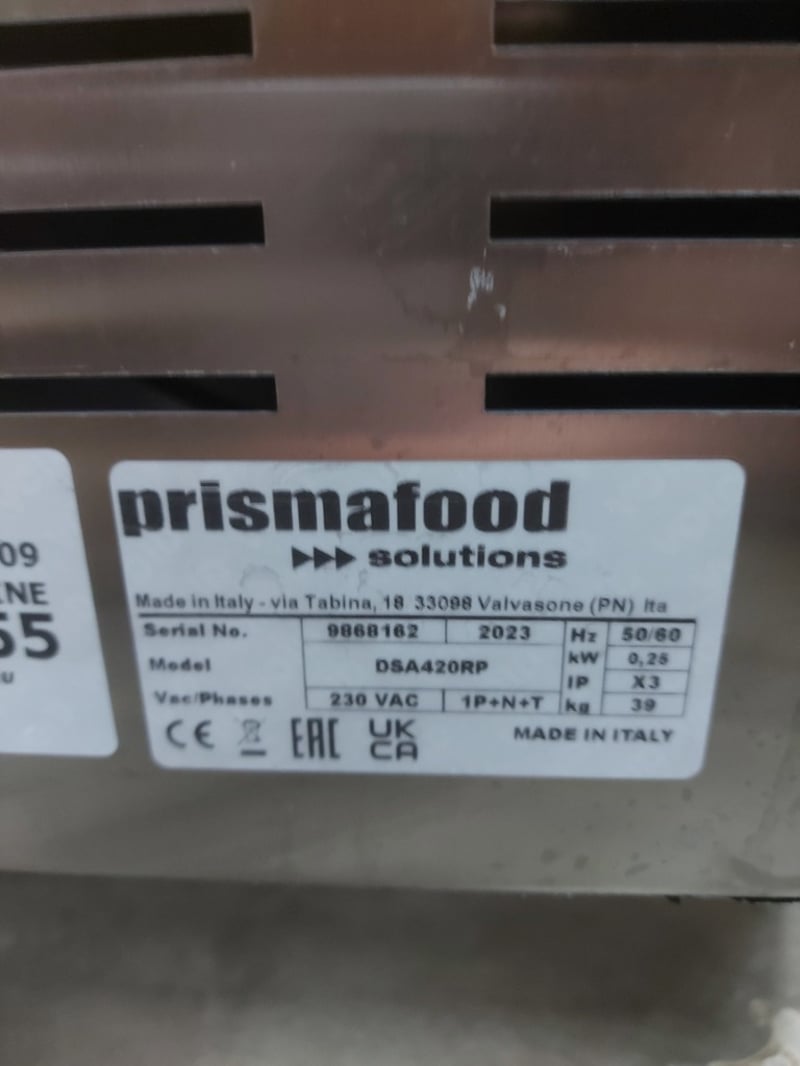 prismafood
solutions
Made in Italy - via Tabina, 18 33098 Valvasone (PN) Ita
Serial No. 9868162 2023 Hz 50/60
Model DSA420RP kW 0,25
IP X3
Vac/Phases 230 VAC 1P+N+T kg 39
CE EAC UK CA MADE IN ITALY
09
NE
55
U